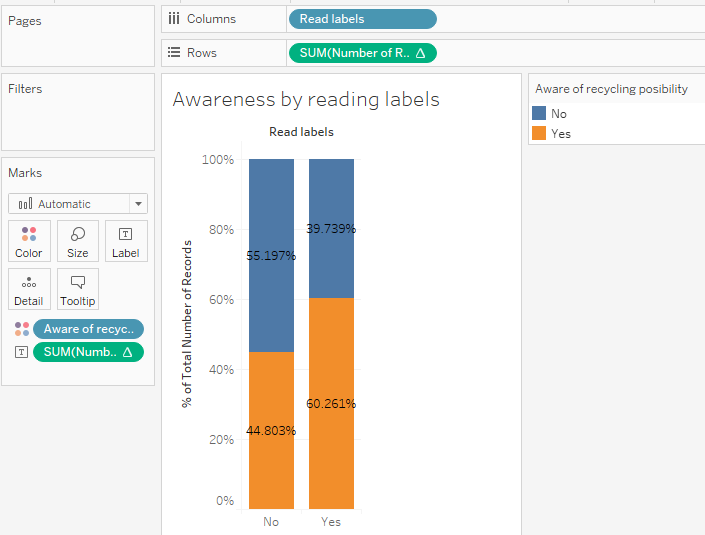 Pages
Columns
Read labels
Rows
SUM(Number of R..
Filters
Marks
Automatic
Color
Size
Label
Detail
Tooltip
Aware of recyc..
SUM(Numb..
Awareness by reading labels
Read labels
% of Total Number of Records
100%
80%
60%
40%
20%
0%
55.197%
39.739%
44.803%
60.261%
No
Yes
Aware of recycling posibility
No
Yes